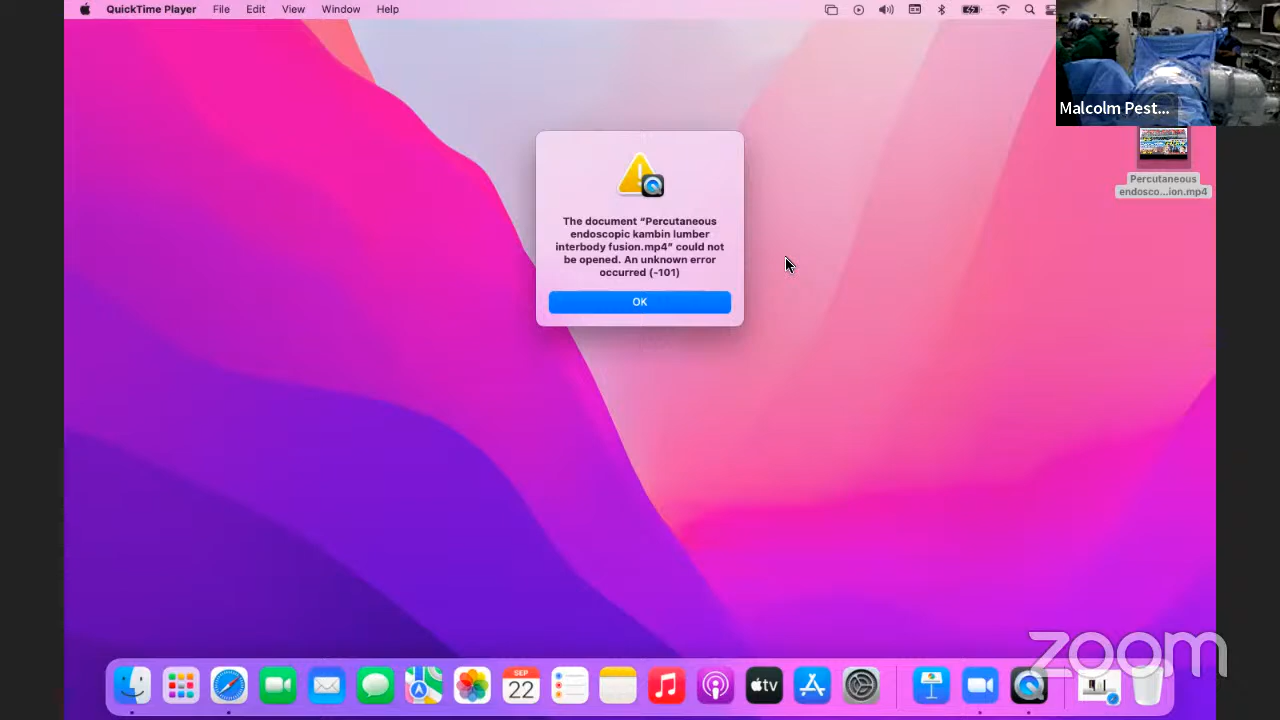 QuickTime Player File Edit View Window Help
Malcolm Pest...
Percutaneous
endosco...ion.mp4
The document “Percutaneous
endoscopic kambin lumber
interbody fusion.mp4” could not
be opened. An unknown error
occurred (-101)
OK
SEP
22
tv
zoom